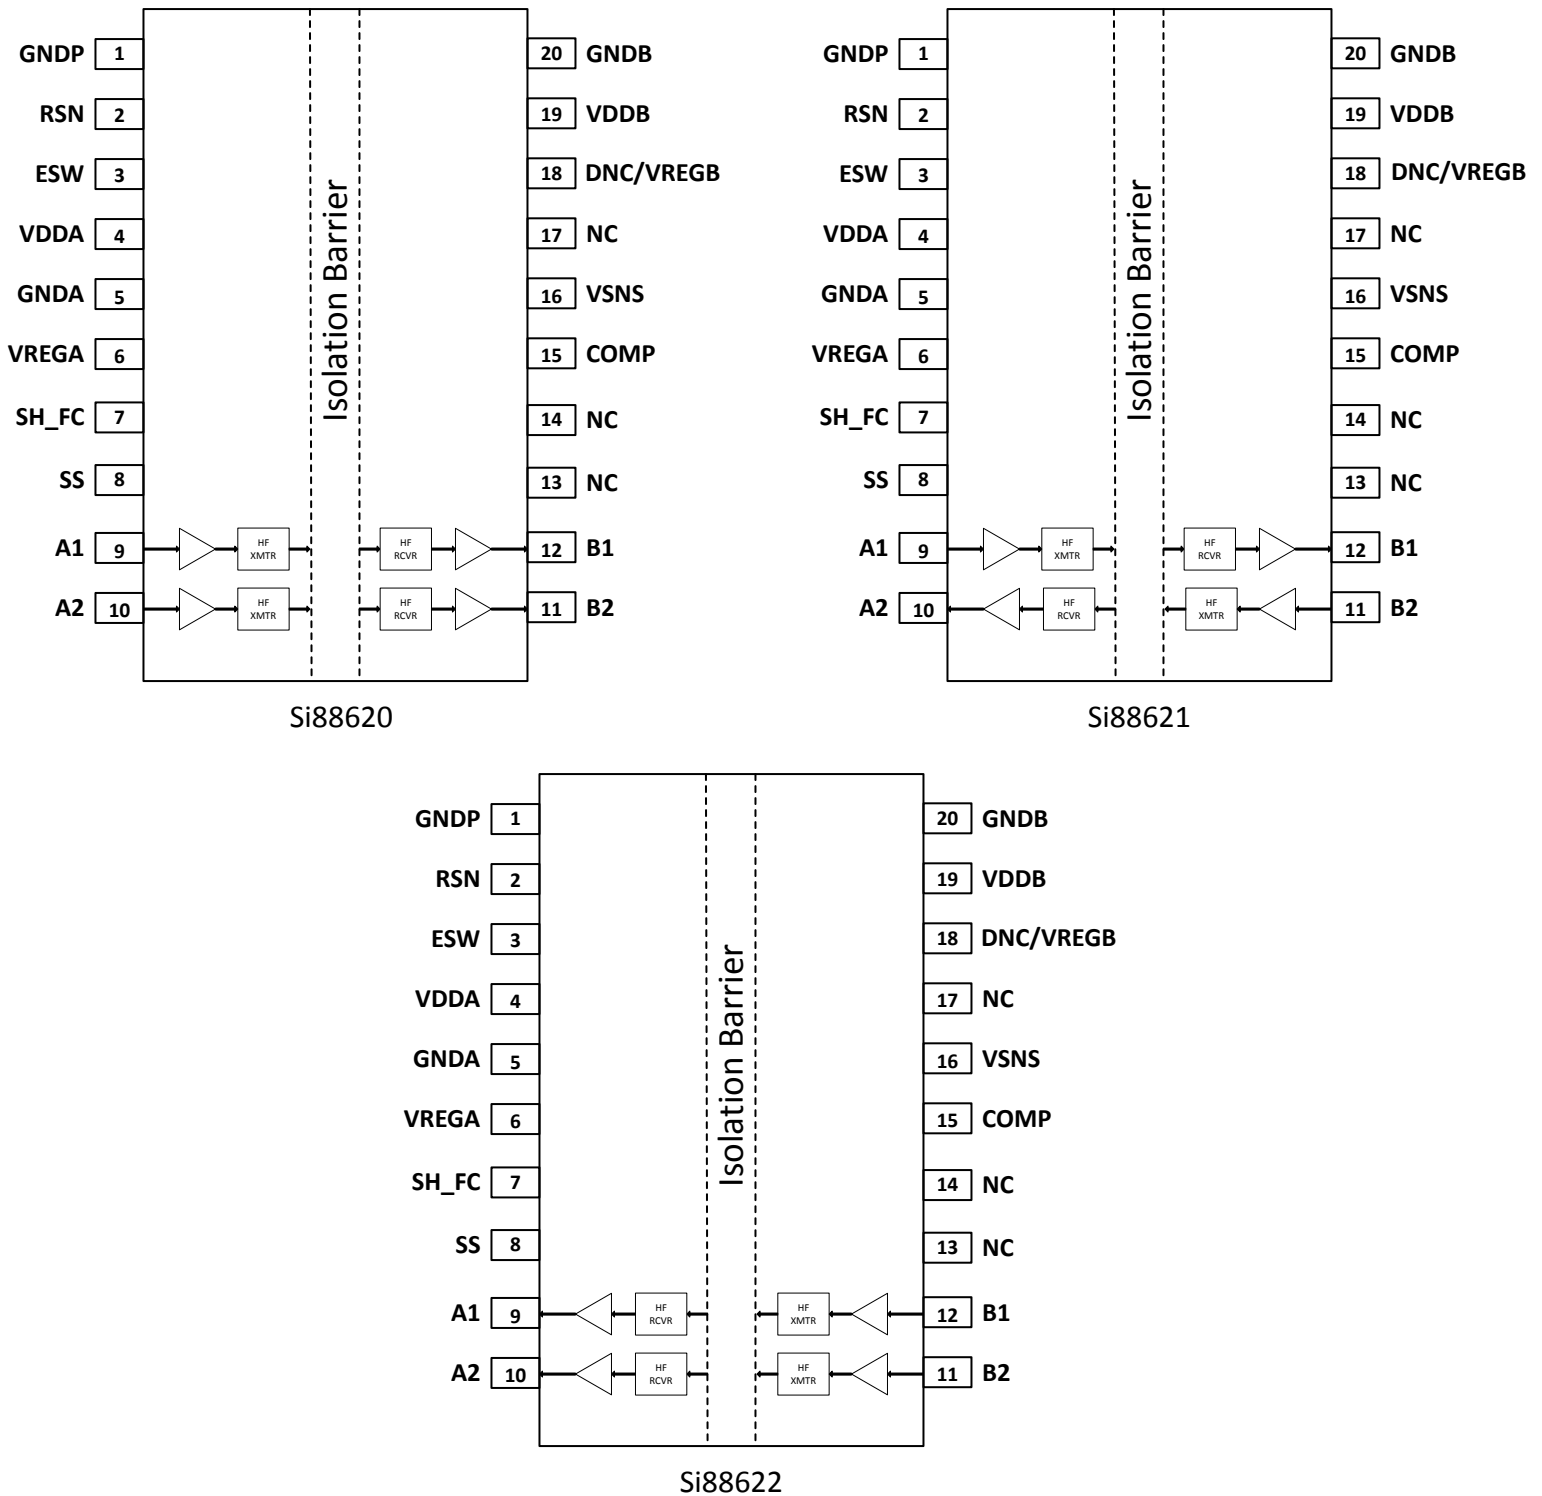 GNDP 1 20 GNDB
RSN 2 19 VDDB
ESW 3 18 DNC/VREGB
VDDA 4 17 NC
GNDA 5 16 VSNS
VREGA 6 15 COMP
SH_FC 7 14 NC
SS 8 13 NC
A1 9 HF XMTR HF RCVR 12 B1
A2 10 HF XMTR HF RCVR 11 B2
Isolation Barrier
Si88620
GNDP 1 20 GNDB
RSN 2 19 VDDB
ESW 3 18 DNC/VREGB
VDDA 4 17 NC
GNDA 5 16 VSNS
VREGA 6 15 COMP
SH_FC 7 14 NC
SS 8 13 NC
A1 9 HF XMTR HF RCVR 12 B1
A2 10 HF RCVR HF XMTR 11 B2
Isolation Barrier
Si88621
GNDP 1 20 GNDB
RSN 2 19 VDDB
ESW 3 18 DNC/VREGB
VDDA 4 17 NC
GNDA 5 16 VSNS
VREGA 6 15 COMP
SH_FC 7 14 NC
SS 8 13 NC
A1 9 HF RCVR HF XMTR 12 B1
A2 10 HF RCVR HF XMTR 11 B2
Isolation Barrier
Si88622